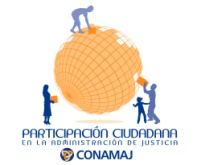 PARTICIPACIÓN CIUDADANA
EN LA ADMINISTRACIÓN DE JUSTICIA
CONAMAJ